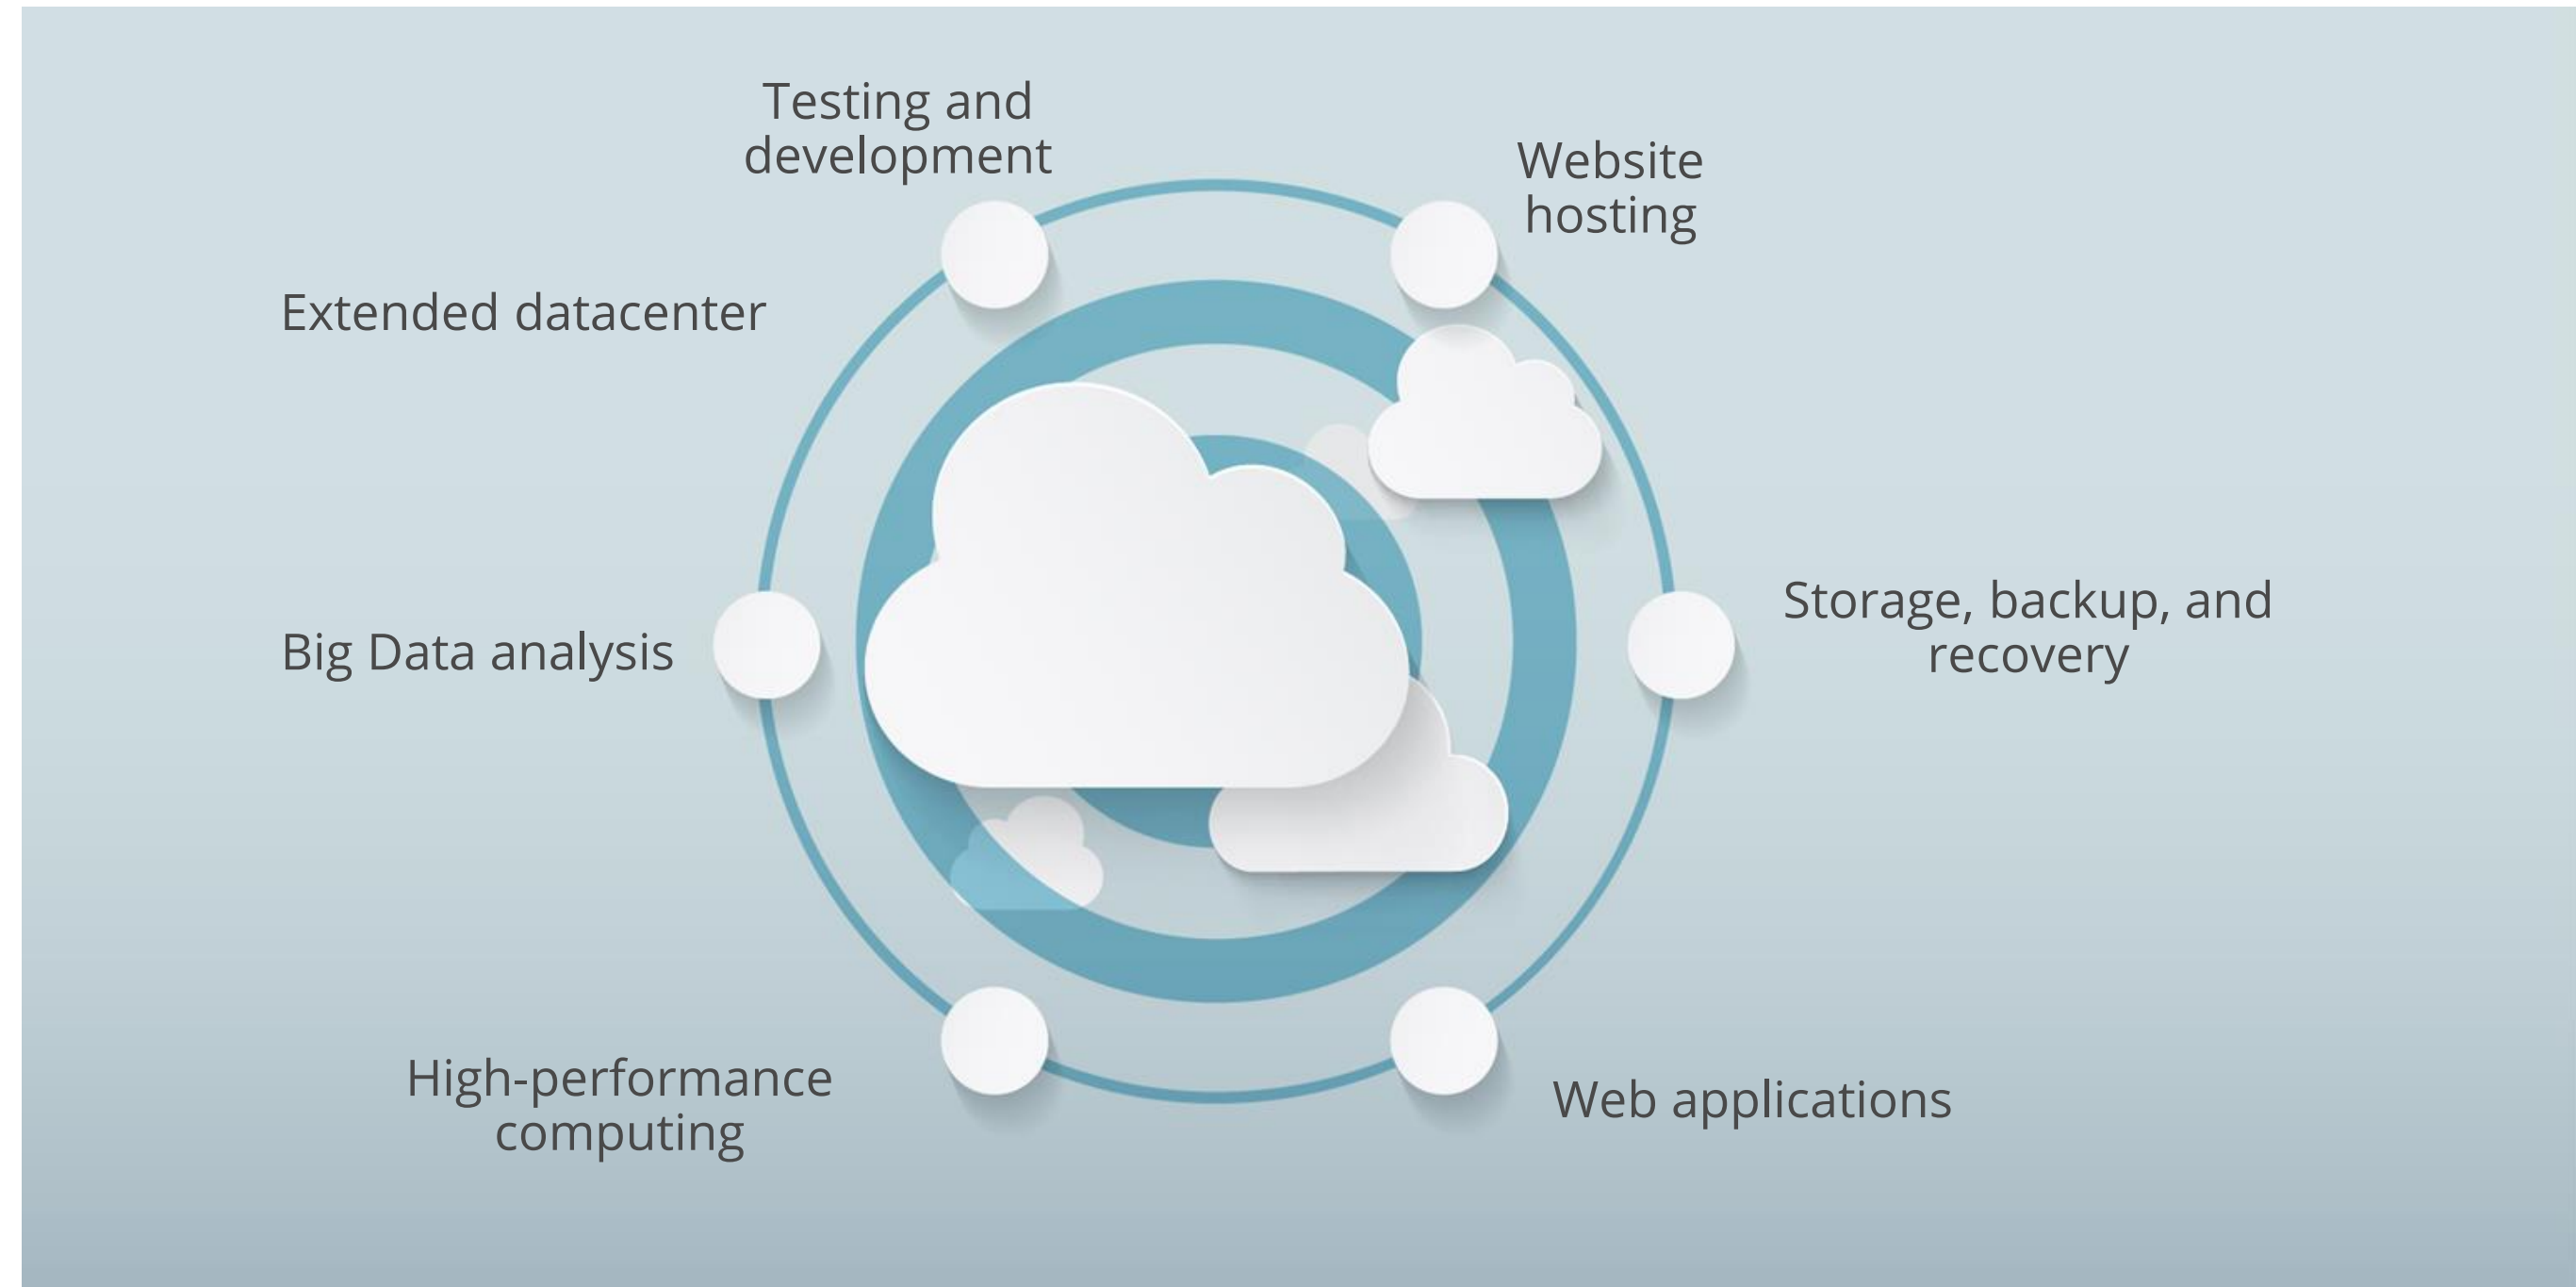 Testing and
development
Website
hosting
Extended datacenter
Storage, backup, and
recovery
Big Data analysis
High-performance
computing
Web applications